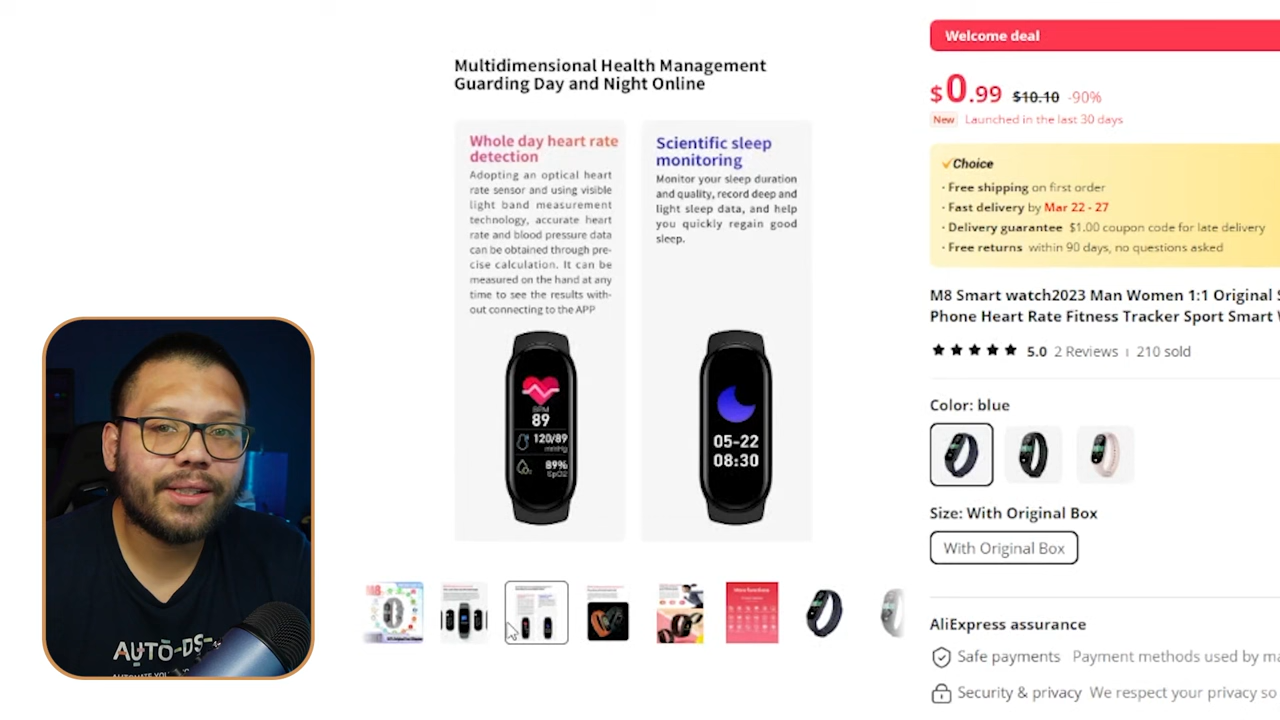 Multidimensional Health Management
Guarding Day and Night Online
Whole day heart rate
detection
Adopting an optical heart
rate sensor and using visible
light band measurement
technology, accurate heart
rate and blood pressure data
can be obtained through pre-
cise calculation. It can be
measured on the hand at any
time to see the results with-
out connecting to the APP
BPM
89
120/89
mmHg
89%
SpO2
Scientific sleep
monitoring
Monitor your sleep duration
and quality, record deep and
light sleep data, and help
you quickly regain good
sleep.
05-22
08:30
Welcome deal
$0.99 $10.10 -90%
New Launched in the last 30 days
Choice
· Free shipping on first order
· Fast delivery by Mar 22 - 27
· Delivery guarantee $1.00 coupon code for late delivery
· Free returns within 90 days, no questions asked
M8 Smart watch2023 Man Women 1:1 Original S
Phone Heart Rate Fitness Tracker Sport Smart W
5.0 2 Reviews 210 sold
Color: blue
Size: With Original Box
With Original Box
AliExpress assurance
Safe payments Payment methods used by ma
Security & privacy We respect your privacy so
AUTO-DS